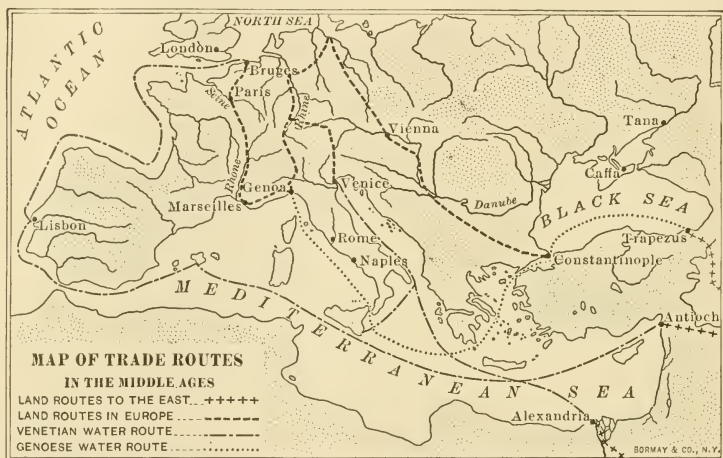 NORTH SEA
ATLANTIC
OCEAN
London
Bruges
Paris
Seine
Rhine
Vienna
Tana
Caffa
Rhone
Genoa
Venice
Danube
BLACK SEA
Marseilles
Lisbon
Rome
Naples
Trapezus
Constantinople
MEDITERRANEAN SEA
Antioch
Alexandria
MAP OF TRADE ROUTES
IN THE MIDDLE AGES
LAND ROUTES TO THE EAST
LAND ROUTES IN EUROPE
VENETIAN WATER ROUTE
GENOESE WATER ROUTE
BORMAY & CO., N.Y.